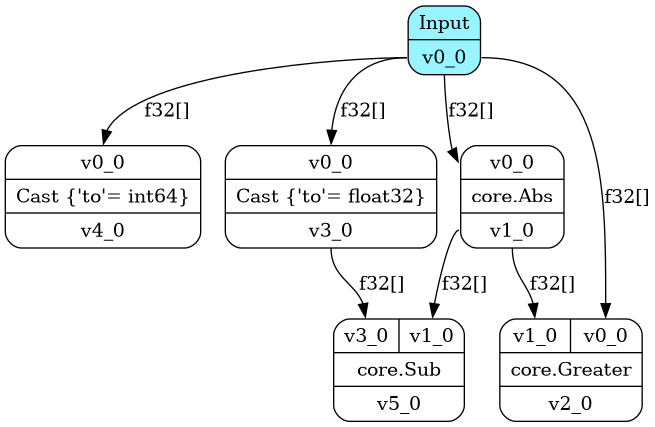 Input
v0_0
f32[]
f32[]
f32[]
f32[]
v0_0
Cast {'to'= int64}
v4_0
v0_0
Cast {'to'= float32}
v3_0
v0_0
core.Abs
v1_0
f32[]
f32[]
f32[]
v3_0 v1_0
core.Sub
v5_0
v1_0 v0_0
core.Greater
v2_0